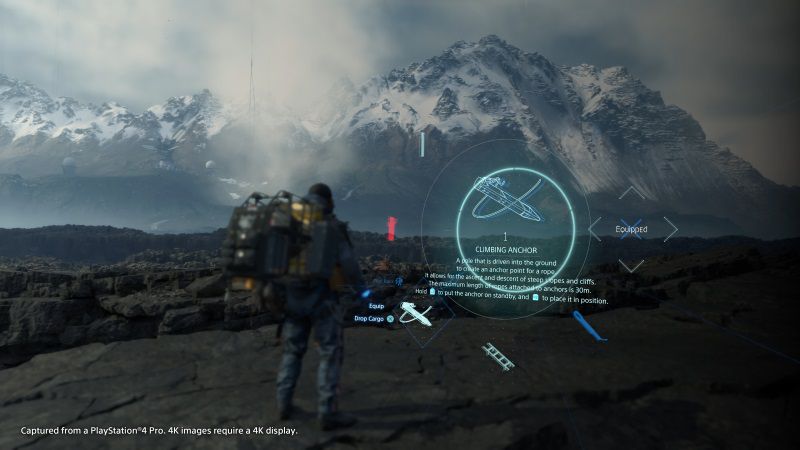 Equipped
1
CLIMBING ANCHOR
A pole that is driven into the ground
to create an anchor point for a rope.
It allows for the ascent and descent of steep slopes and cliffs.
The maximum length of ropes attached to anchors is 30m.
Hold to put the anchor on standby, and to place it in position.
Equip
Drop Cargo
Captured from a PlayStation®4 Pro. 4K images require a 4K display.